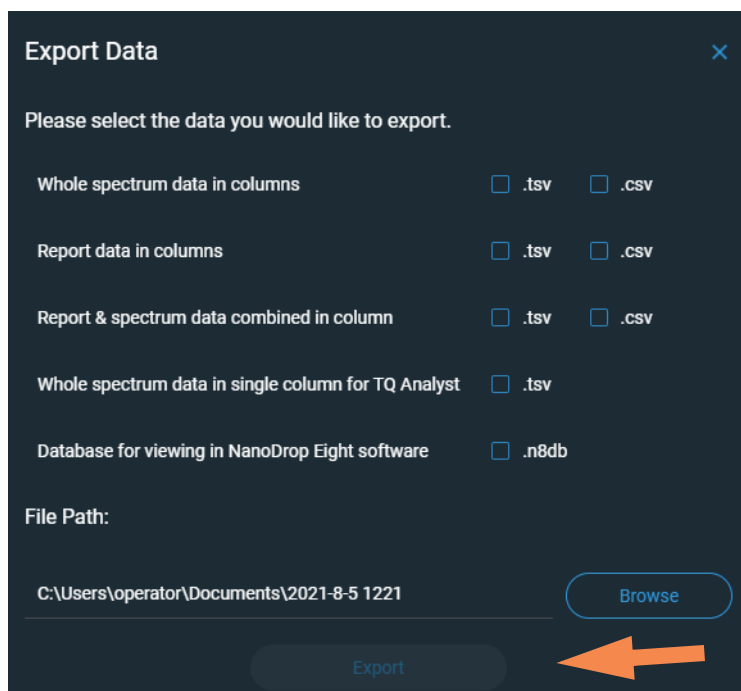 Export Data
Please select the data you would like to export.
Whole spectrum data in columns .tsv .csv
Report data in columns .tsv .csv
Report & spectrum data combined in column .tsv .csv
Whole spectrum data in single column for TQ Analyst .tsv
Database for viewing in NanoDrop Eight software .n8db
File Path:
C:\Users\operator\Documents\2021-8-5 1221 Browse
Export